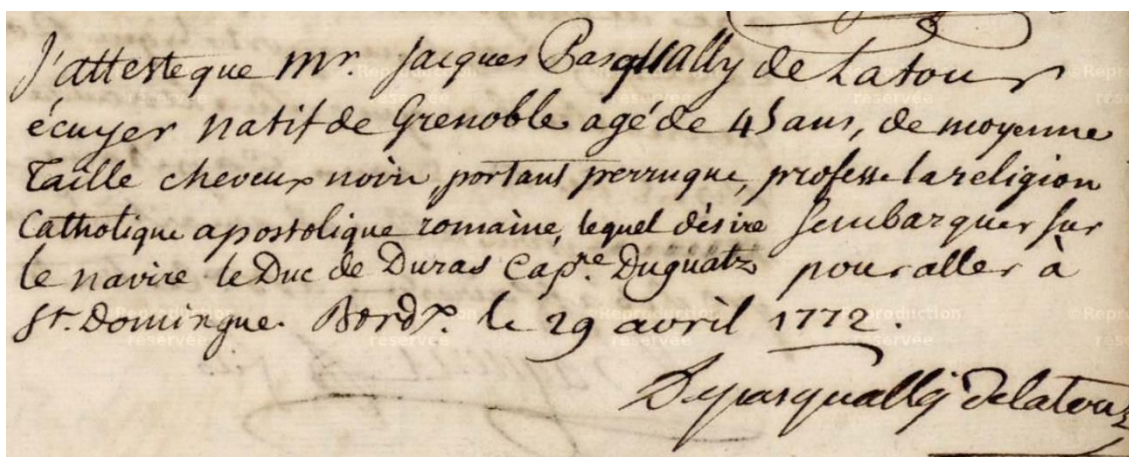 J'atteste que Mr. Jacques Pasqually de Latour
écuyer natif de Grenoble agé de 45 ans, de moyenne
Taille cheveux noirs, portant perruque, professe la religion
Catholique apostolique romaine, lequel désire S'embarquer sur
le navire le Duc de Duras Capne. Duguatz pour aller à
St. Domingue. Bordx. le 29 avril 1772.
Depasqually Delatour